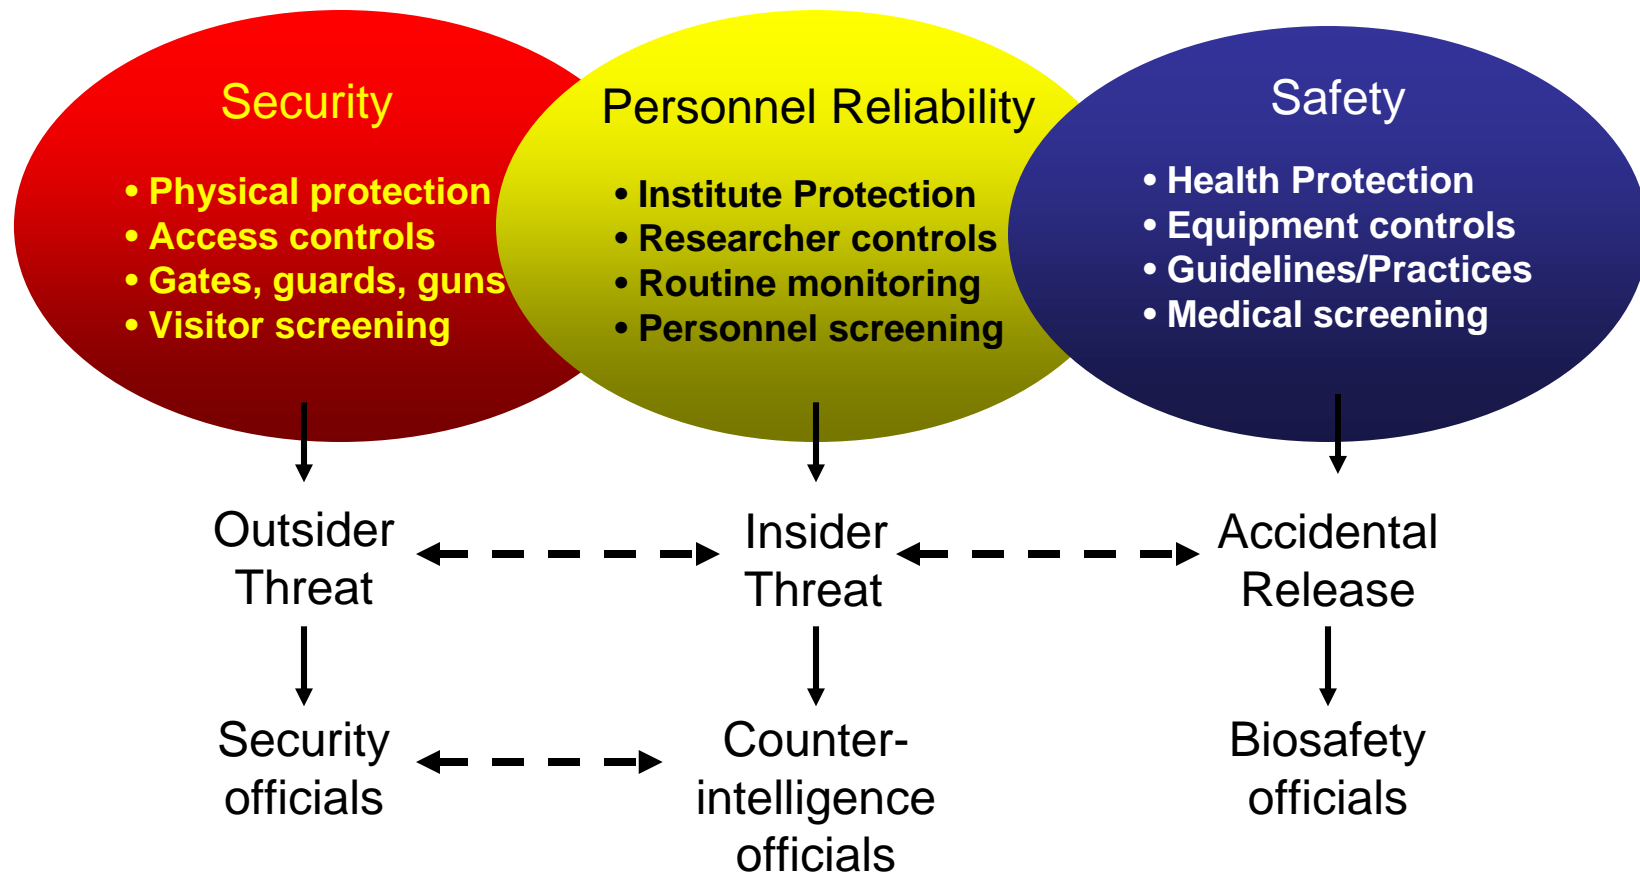 Security
• Physical protection
• Access controls
• Gates, guards, guns
• Visitor screening
Personnel Reliability
• Institute Protection
• Researcher controls
• Routine monitoring
• Personnel screening
Safety
• Health Protection
• Equipment controls
• Guidelines/Practices
• Medical screening
Outsider
Threat
Insider
Threat
Accidental
Release
Security
officials
Counter-
intelligence
officials
Biosafety
officials